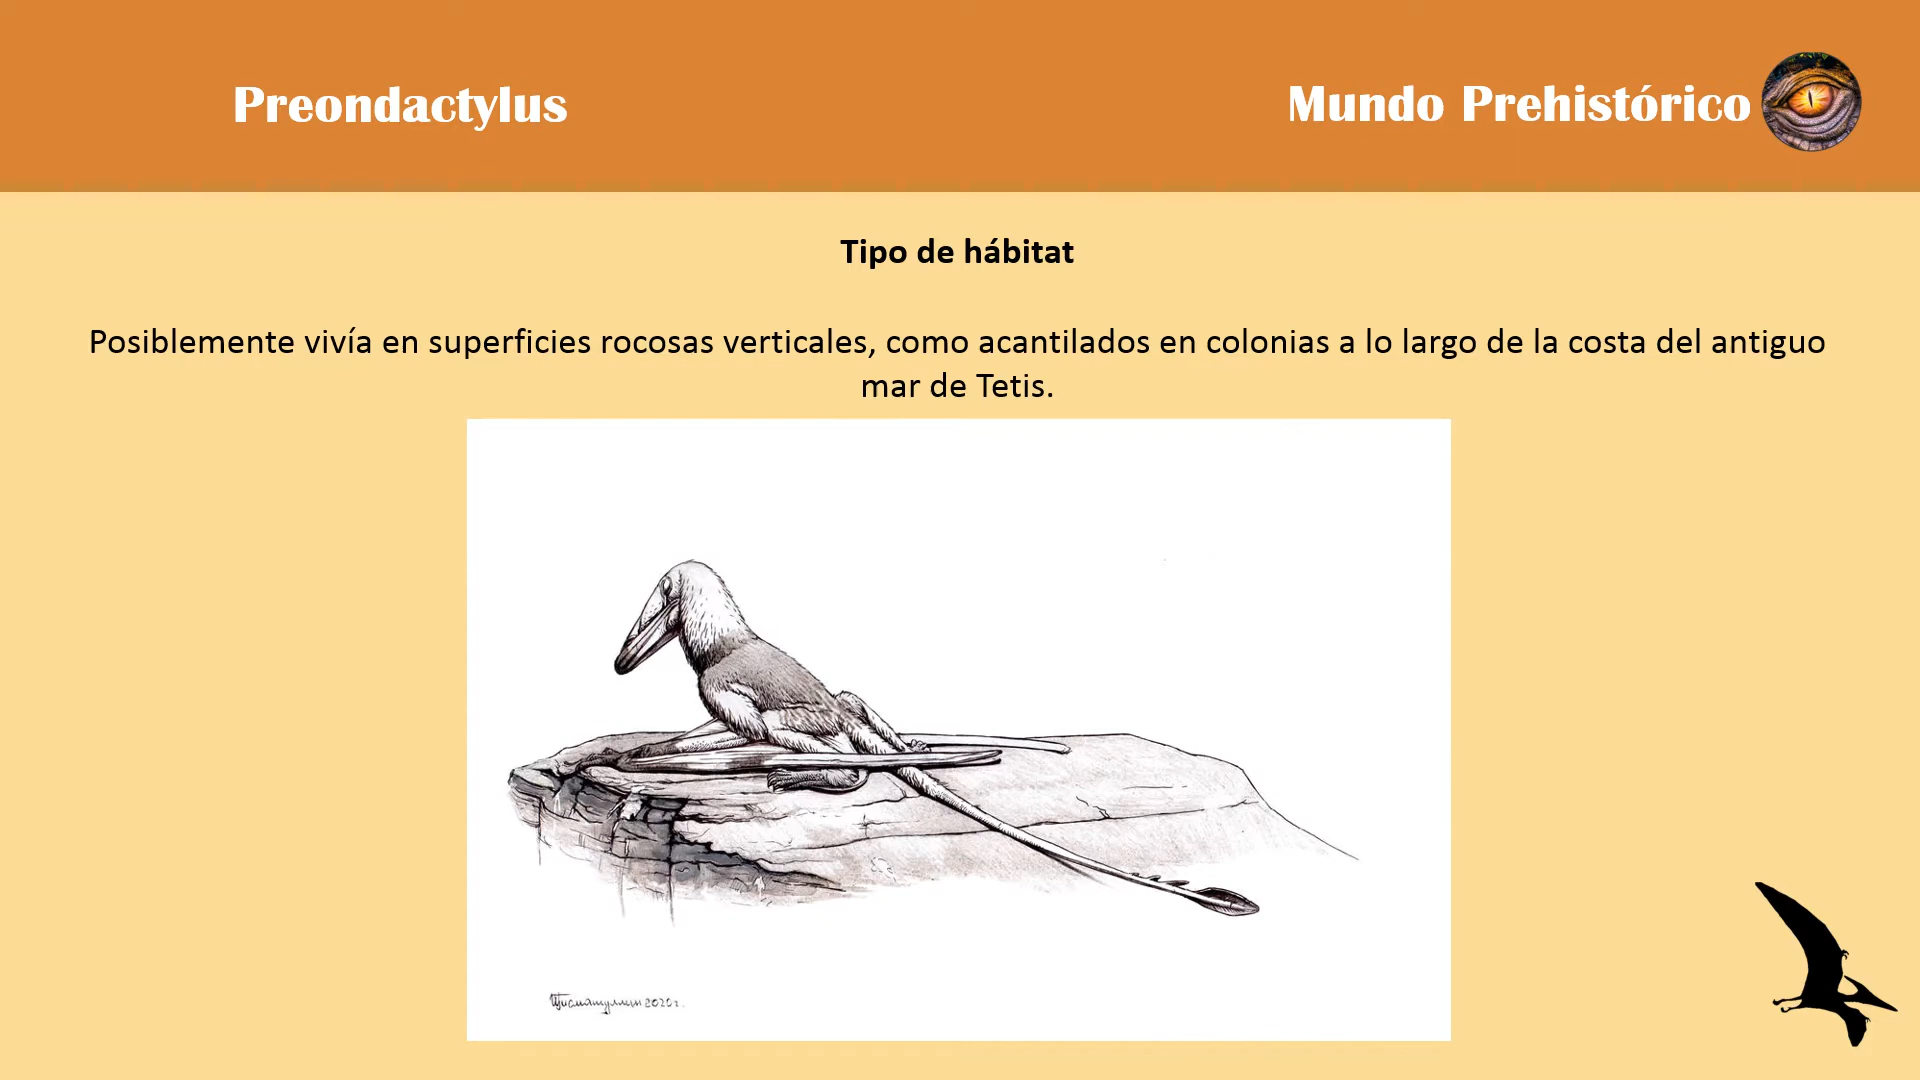 Preondactylus
Mundo Prehistórico
Tipo de hábitat
Posiblemente vivía en superficies rocosas verticales, como acantilados en colonias a lo largo de la costa del antiguo
mar de Tetis.
2020г.